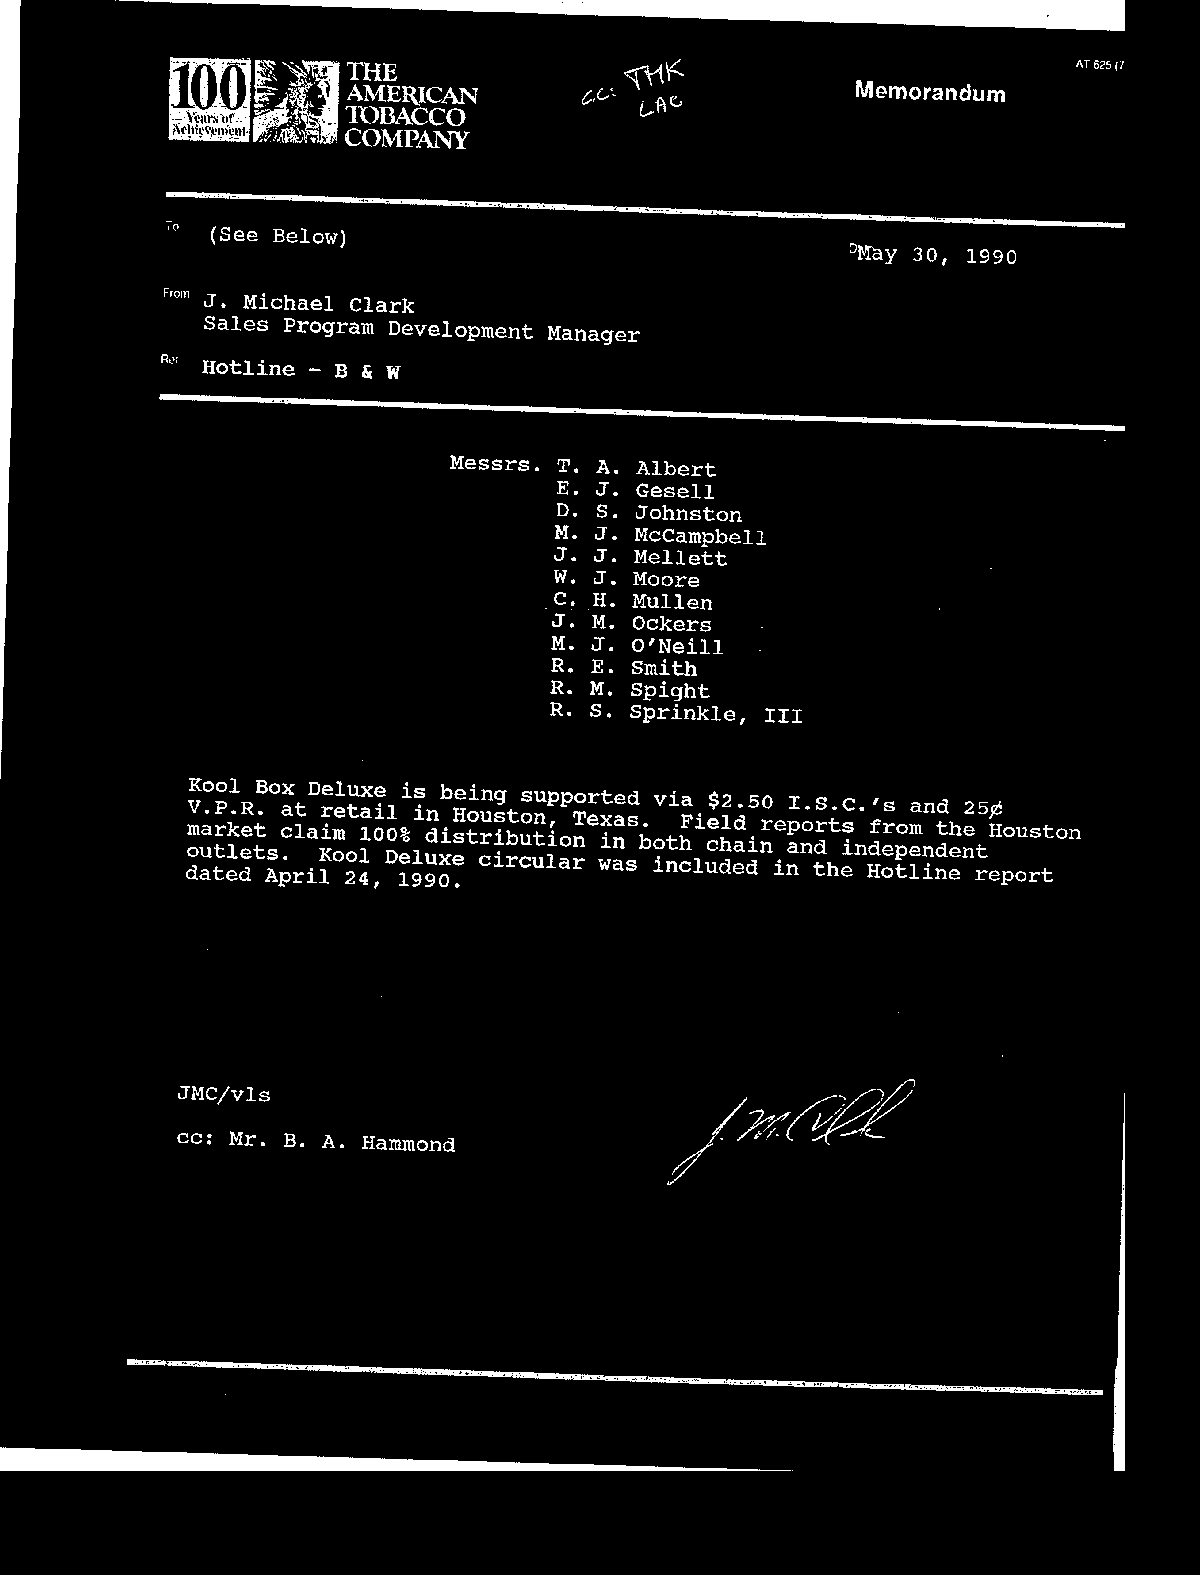 100
Years of
Achievement
THE
AMERICAN
TOBACCO
COMPANY
cc: TMK
LAC
Memorandum
AT 625 (7
To (See Below)
May 30, 1990
From J. Michael Clark
Sales Program Development Manager
Re: Hotline - B & W
Messrs. T. A. Albert
E. J. Gesell
D. S. Johnston
M. J. McCampbell
J. J. Mellett
W. J. Moore
C. H. Mullen
J. M. Ockers
M. J. O'Neill
R. E. Smith
R. M. Spight
R. S. Sprinkle, III
Kool Box Deluxe is being supported via $2.50 I.S.C.'s and 25¢
V.P.R. at retail in Houston, Texas. Field reports from the Houston
market claim 100% distribution in both chain and independent
outlets. Kool Deluxe circular was included in the Hotline report
dated April 24, 1990.
JMC/vls
J. M. Clark
cc: Mr. B. A. Hammond